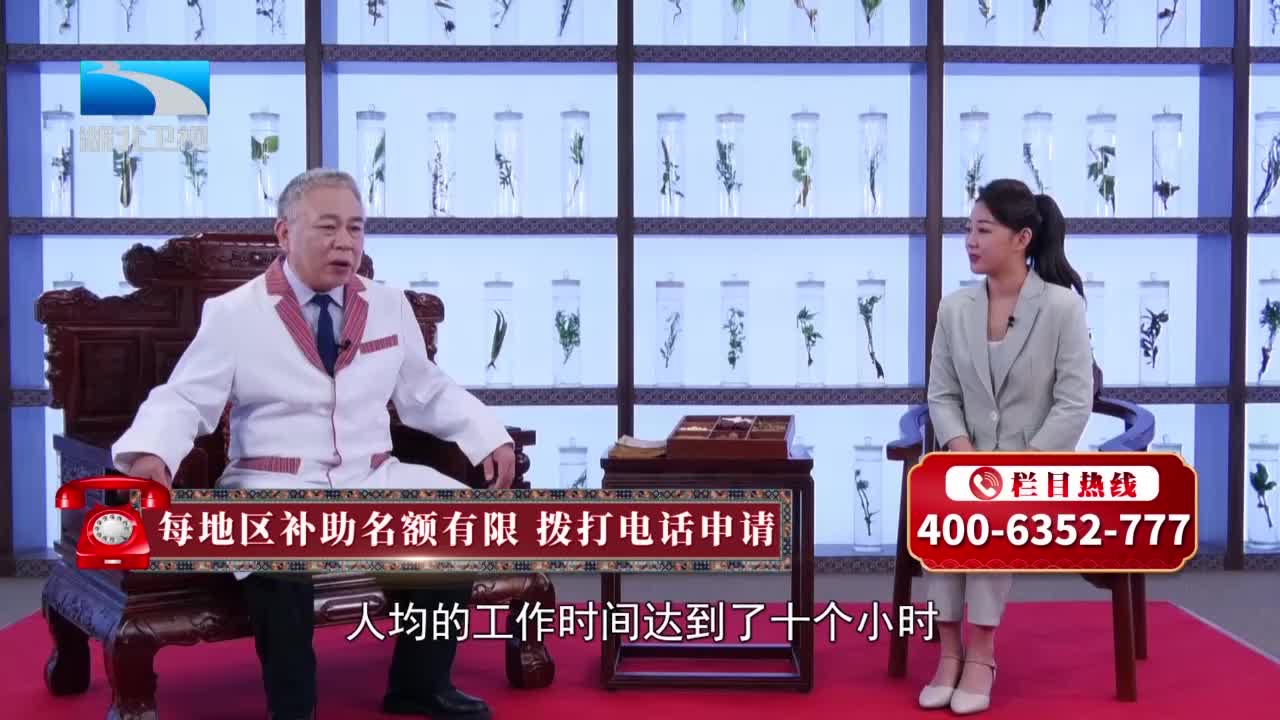 湖北卫视
栏目热线
每地区补助名额有限 拨打电话申请
400-6352-777
人均的工作时间达到了十个小时